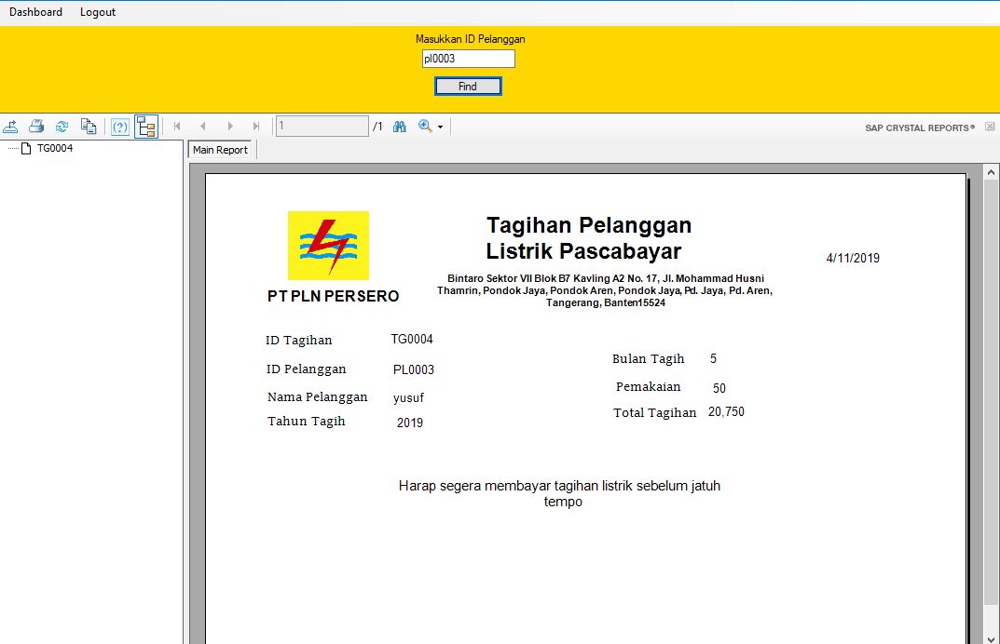 Dashboard Logout
Masukkan ID Pelanggan
pl0003
Find
1 /1
SAP CRYSTAL REPORTS®
TG0004
Main Report
Tagihan Pelanggan
Listrik Pascabayar
4/11/2019
Bintaro Sektor VII Blok B7 Kavling A2 No. 17, Jl. Mohammad Husni
Thamrin, Pondok Jaya, Pondok Aren, Pondok Jaya, Pd. Jaya, Pd. Aren,
Tangerang, Banten15524
PT PLN PERSERO
ID Tagihan TG0004
ID Pelanggan PL0003
Nama Pelanggan yusuf
Tahun Tagih 2019
Bulan Tagih 5
Pemakaian 50
Total Tagihan 20,750
Harap segera membayar tagihan listrik sebelum jatuh
tempo